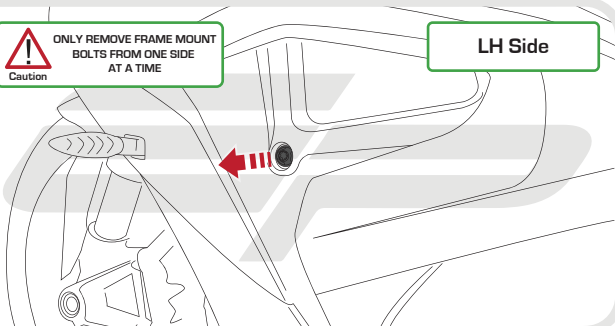 ONLY REMOVE FRAME MOUNT
BOLTS FROM ONE SIDE
AT A TIME
Caution
LH Side